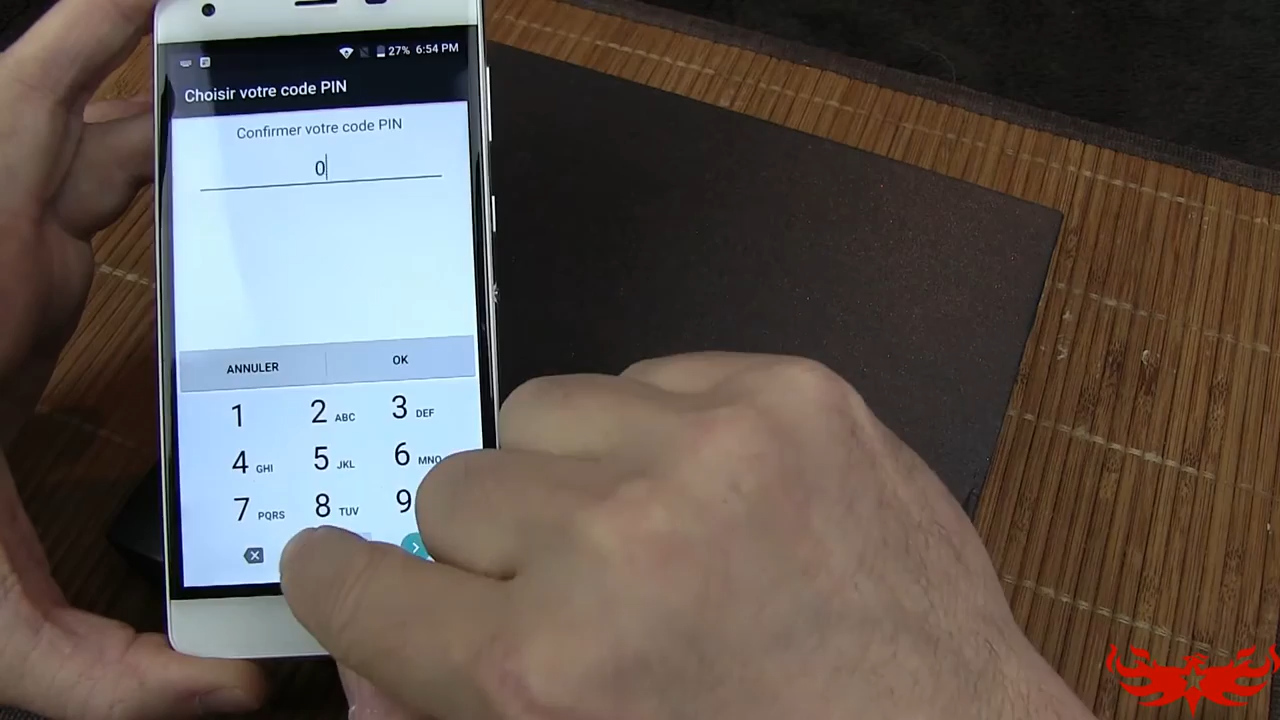 27% 6:54 PM
Choisir votre code PIN
Confirmer votre code PIN
0
ANNULER OK
1 2 ABC 3 DEF
4 GHI 5 JKL 6 MNO
7 PQRS 8 TUV 9